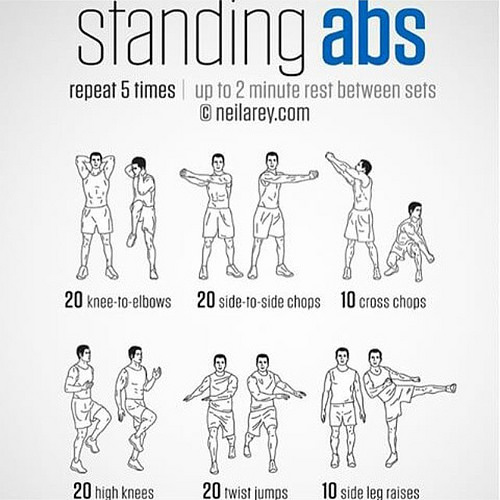 standing abs
repeat 5 times | up to 2 minute rest between sets
© neilarey.com
20 knee-to-elbows 20 side-to-side chops 10 cross chops
20 high knees 20 twist jumps 10 side leg raises